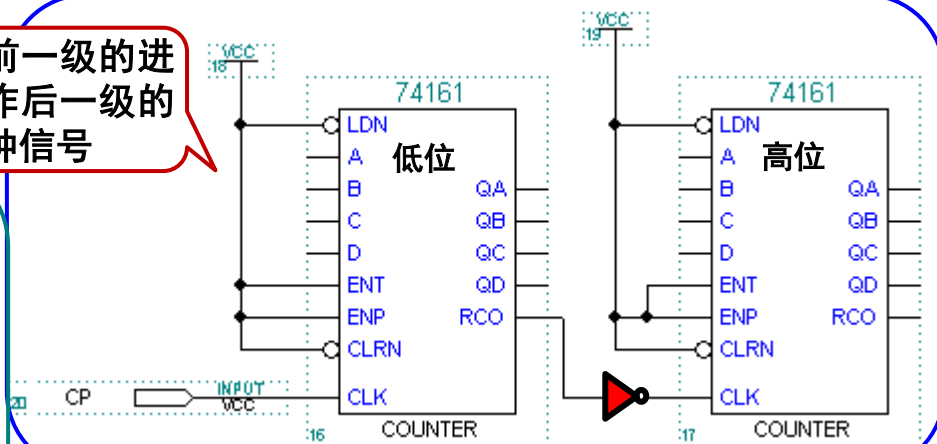 前一级的进
作后一级的
钟信号
VCC
18
74161
LDN
A
低位
B
QA
C
QB
D
QC
ENT
QD
ENP
RCO
CLRN
CLK
16
COUNTER
20
CP
INPUT
VCC
VCC
19
74161
LDN
A
高位
B
QA
C
QB
D
QC
ENT
QD
ENP
RCO
CLRN
CLK
17
COUNTER